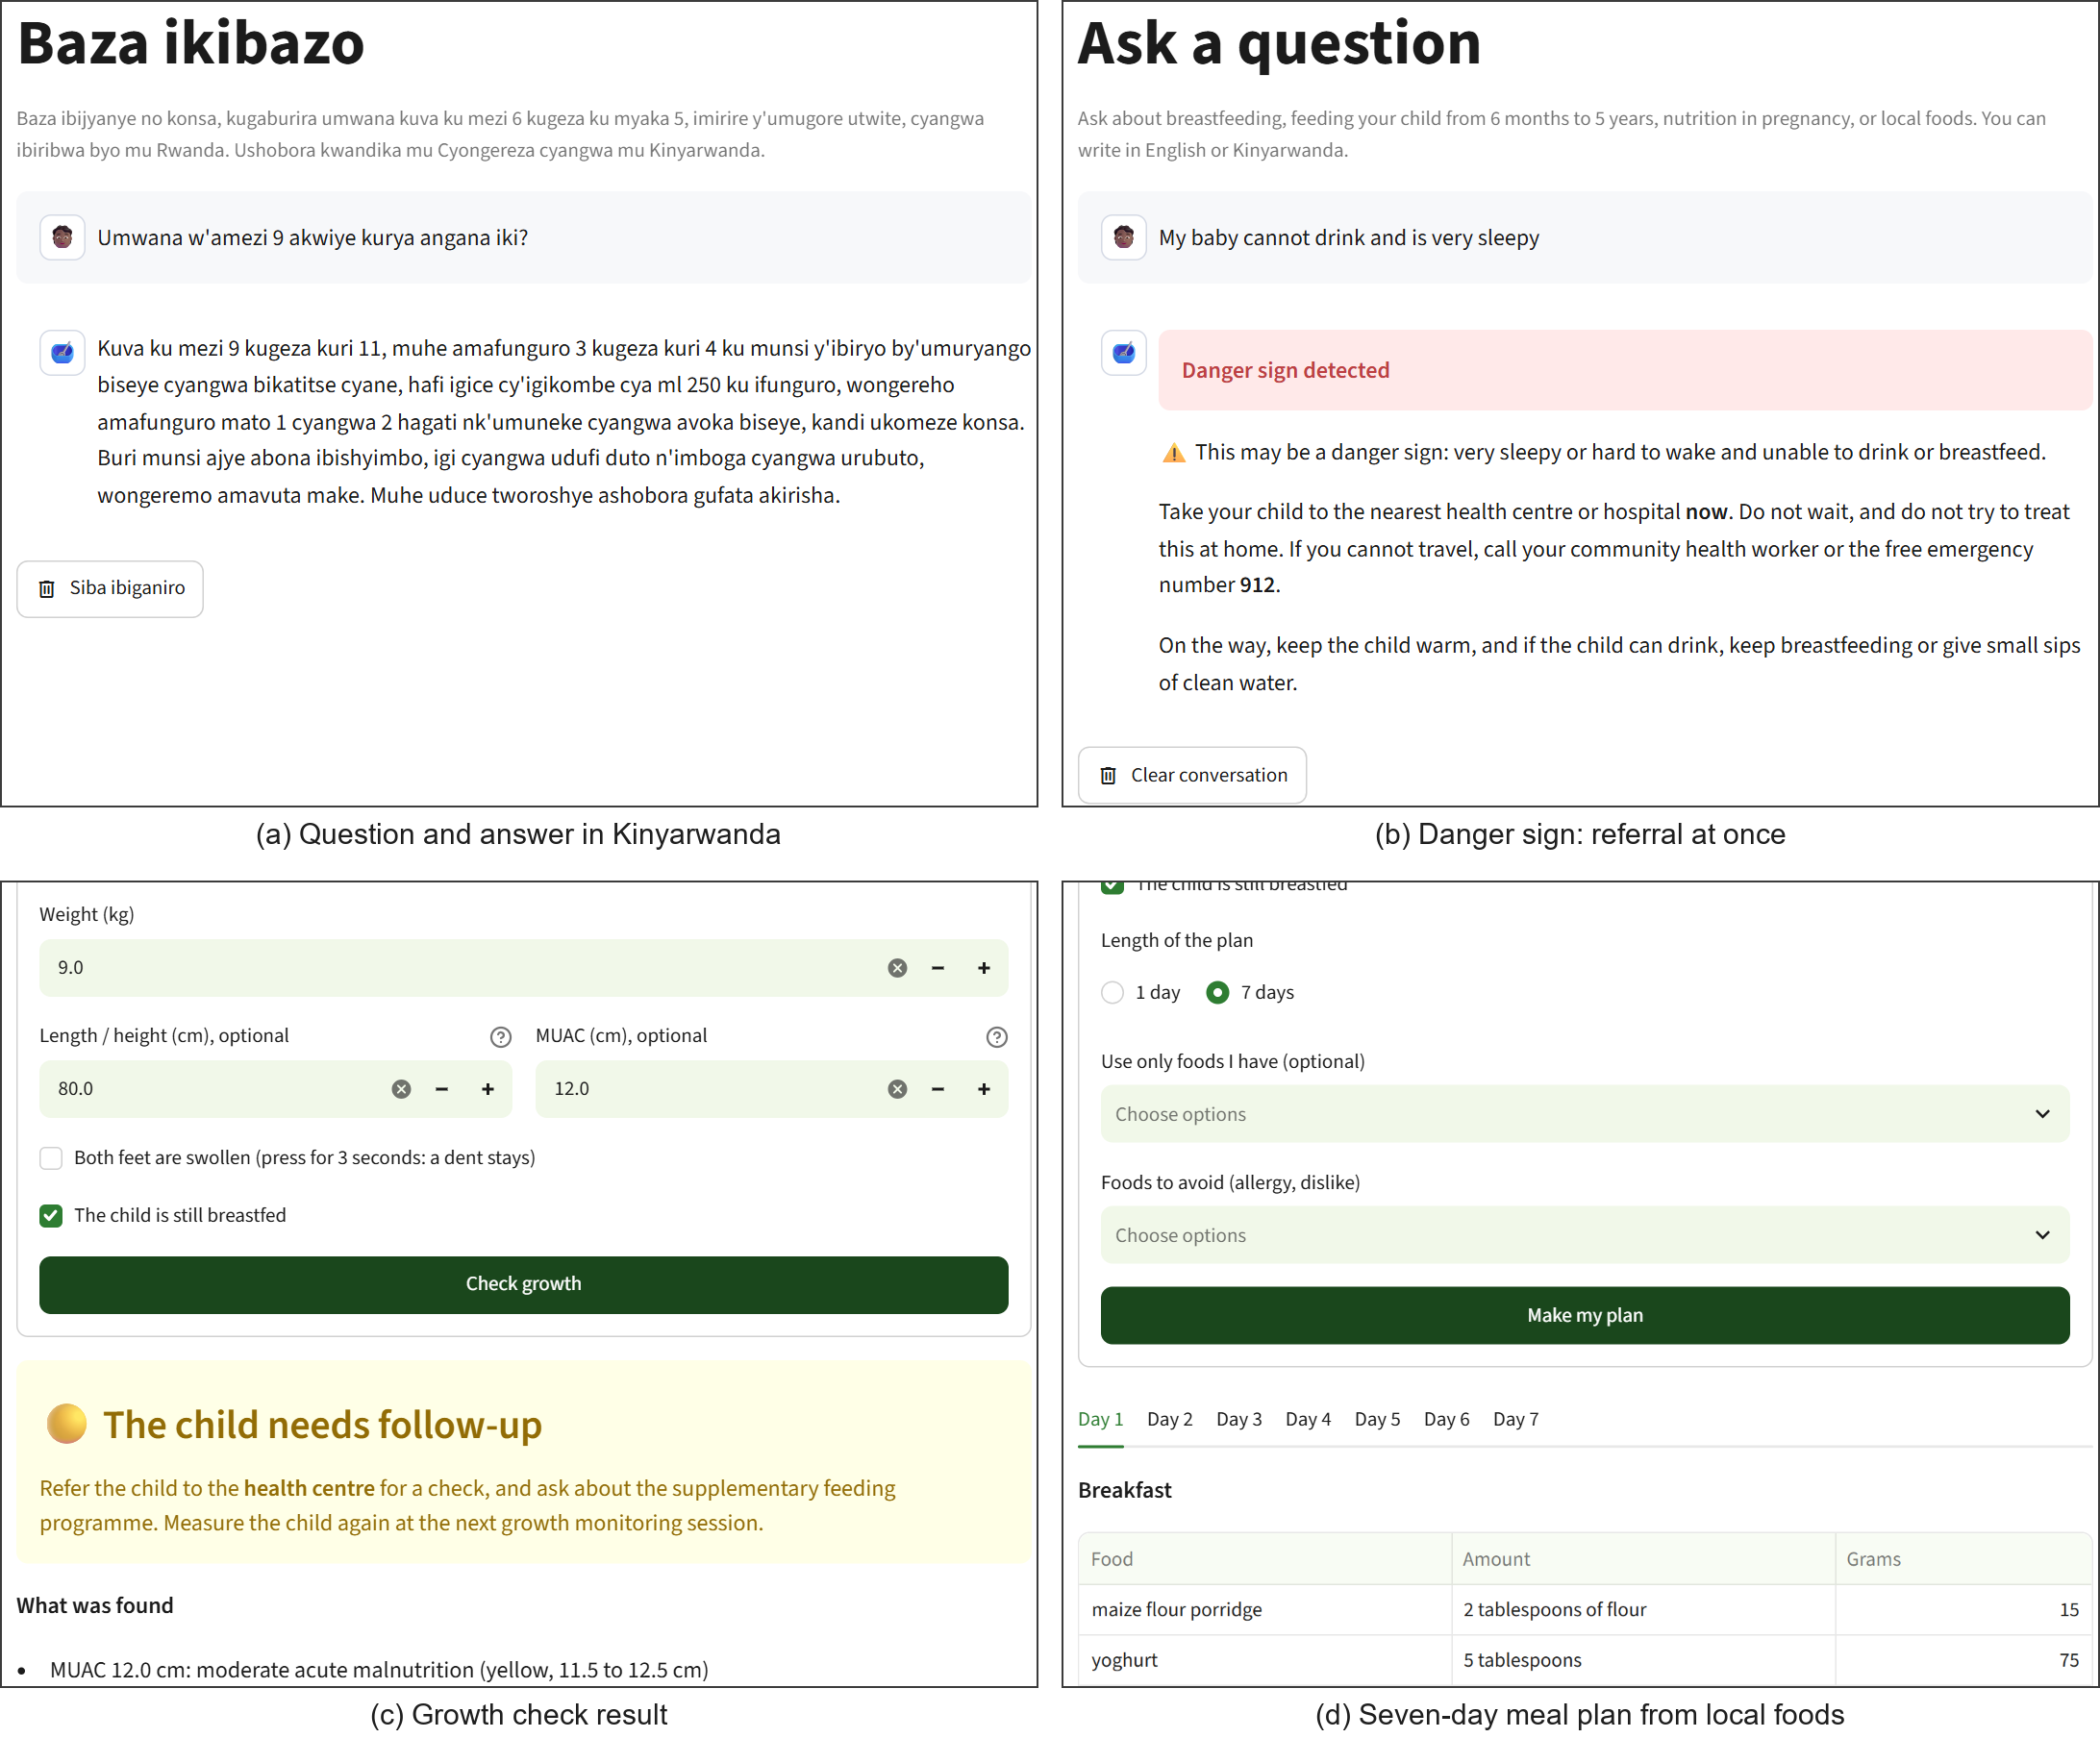 Baza ikibazo
Baza ibijyanye no konsa, kugaburira umwana kuva ku mezi 6 kugeza ku myaka 5, imirire y'umugore utwite, cyangwa
ibiribwa byo mu Rwanda. Ushobora kwandika mu Cyongereza cyangwa mu Kinyarwanda.
Umwana w'amezi 9 akwiye kurya angana iki?
Kuva ku mezi 9 kugeza kuri 11, muhe amafunguro 3 kugeza kuri 4 ku munsi y'ibiryo by'umuryango
biseye cyangwa bikatitse cyane, hafi igice cy'igikombe cya ml 250 ku ifunguro, wongereho
amafunguro mato 1 cyangwa 2 hagati nk'umuneke cyangwa avoka biseye, kandi ukomeze konsa.
Buri munsi ajye abona ibishyimbo, igi cyangwa udufi duto n'imboga cyangwa urubuto,
wongeremo amavuta make. Muhe uduce tworoshye ashobora gufata akirisha.
Siba ibiganiro
(a) Question and answer in Kinyarwanda
Ask a question
Ask about breastfeeding, feeding your child from 6 months to 5 years, nutrition in pregnancy, or local foods. You can
write in English or Kinyarwanda.
My baby cannot drink and is very sleepy
Danger sign detected
This may be a danger sign: very sleepy or hard to wake and unable to drink or breastfeed.
Take your child to the nearest health centre or hospital now. Do not wait, and do not try to treat
this at home. If you cannot travel, call your community health worker or the free emergency
number 912.
On the way, keep the child warm, and if the child can drink, keep breastfeeding or give small sips
of clean water.
Clear conversation
(b) Danger sign: referral at once
Weight (kg)
9.0
Length / height (cm), optional
MUAC (cm), optional
80.0
12.0
Both feet are swollen (press for 3 seconds: a dent stays)
The child is still breastfed
Check growth
The child needs follow-up
Refer the child to the health centre for a check, and ask about the supplementary feeding
programme. Measure the child again at the next growth monitoring session.
What was found
• MUAC 12.0 cm: moderate acute malnutrition (yellow, 11.5 to 12.5 cm)
(c) Growth check result
The child is still breastfed
Length of the plan
1 day 7 days
Use only foods I have (optional)
Choose options
Foods to avoid (allergy, dislike)
Choose options
Make my plan
Day 1 Day 2 Day 3 Day 4 Day 5 Day 6 Day 7
Breakfast
Food Amount Grams
maize flour porridge 2 tablespoons of flour 15
yoghurt 5 tablespoons 75
(d) Seven-day meal plan from local foods